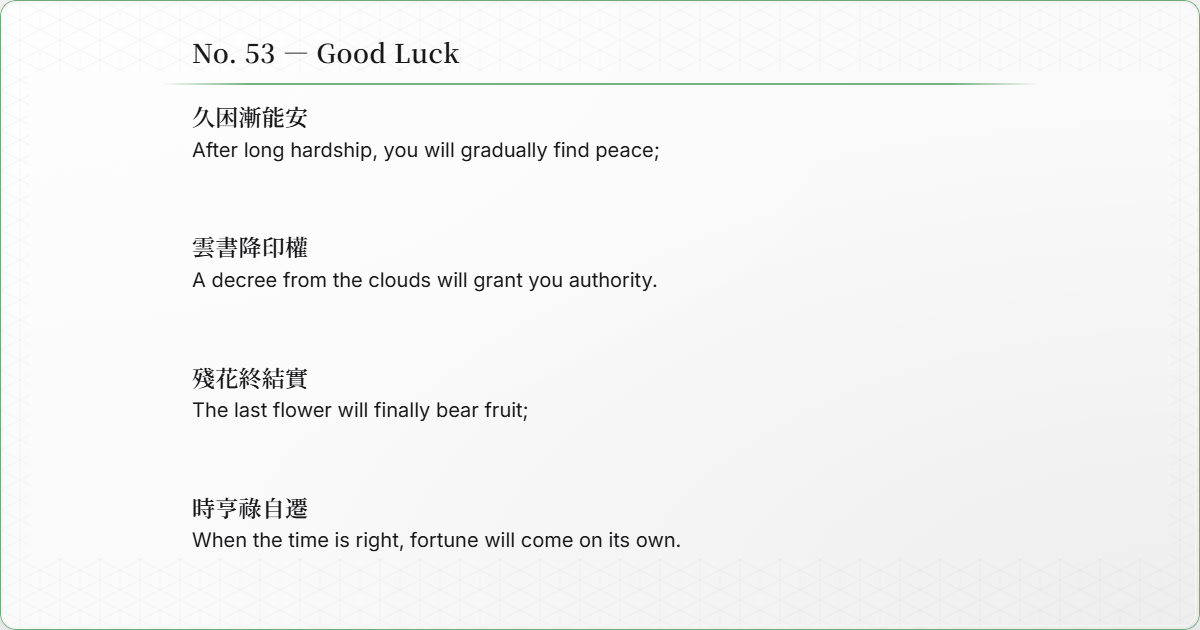 No. 53 — Good Luck
久困漸能安
After long hardship, you will gradually find peace;
雲書降印權
A decree from the clouds will grant you authority.
殘花終結實
The last flower will finally bear fruit;
時亨祿自遷
When the time is right, fortune will come on its own.